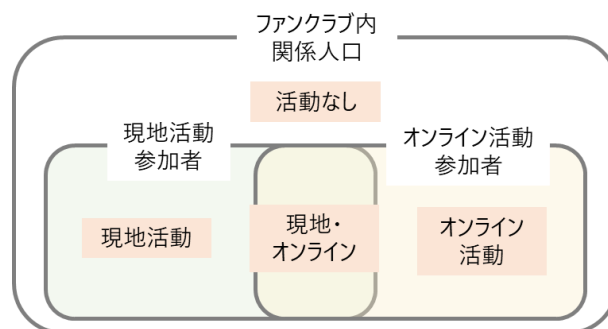 ファンクラブ内
関係人口
活動なし
現地活動
参加者
オンライン活動
参加者
現地活動
現地・
オンライン
オンライン
活動